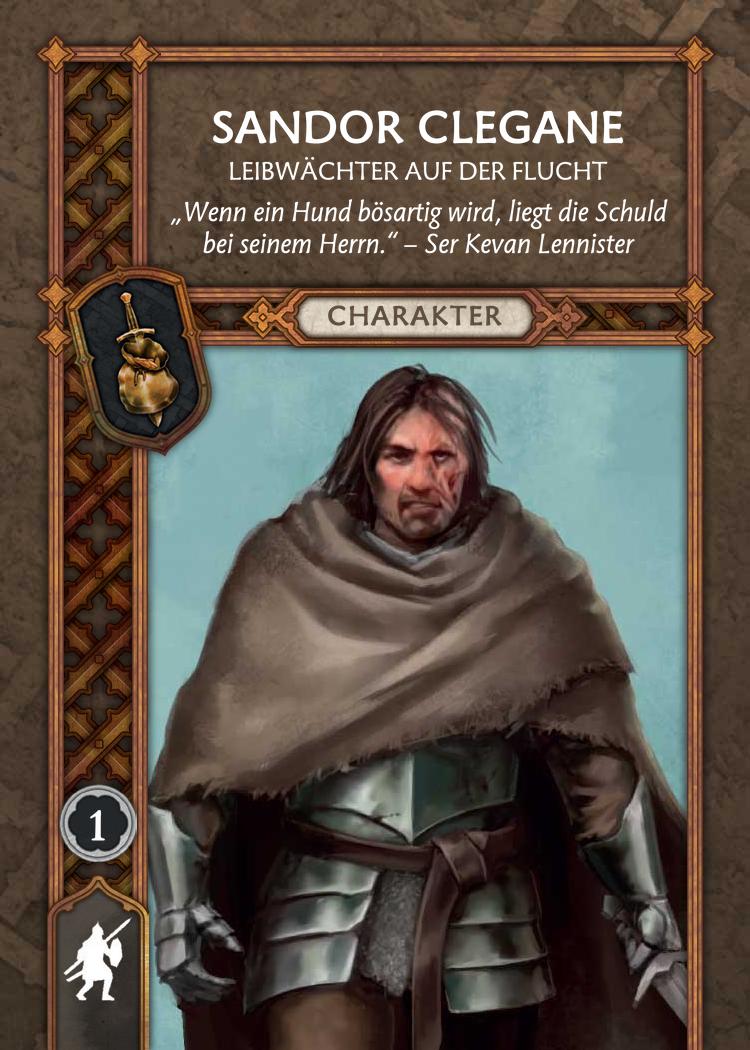 SANDOR CLEGANE
LEIBWÄCHTER AUF DER FLUCHT
„Wenn ein Hund bösartig wird, liegt die Schuld
bei seinem Herrn.“ – Ser Kevan Lennister
CHARAKTER
1